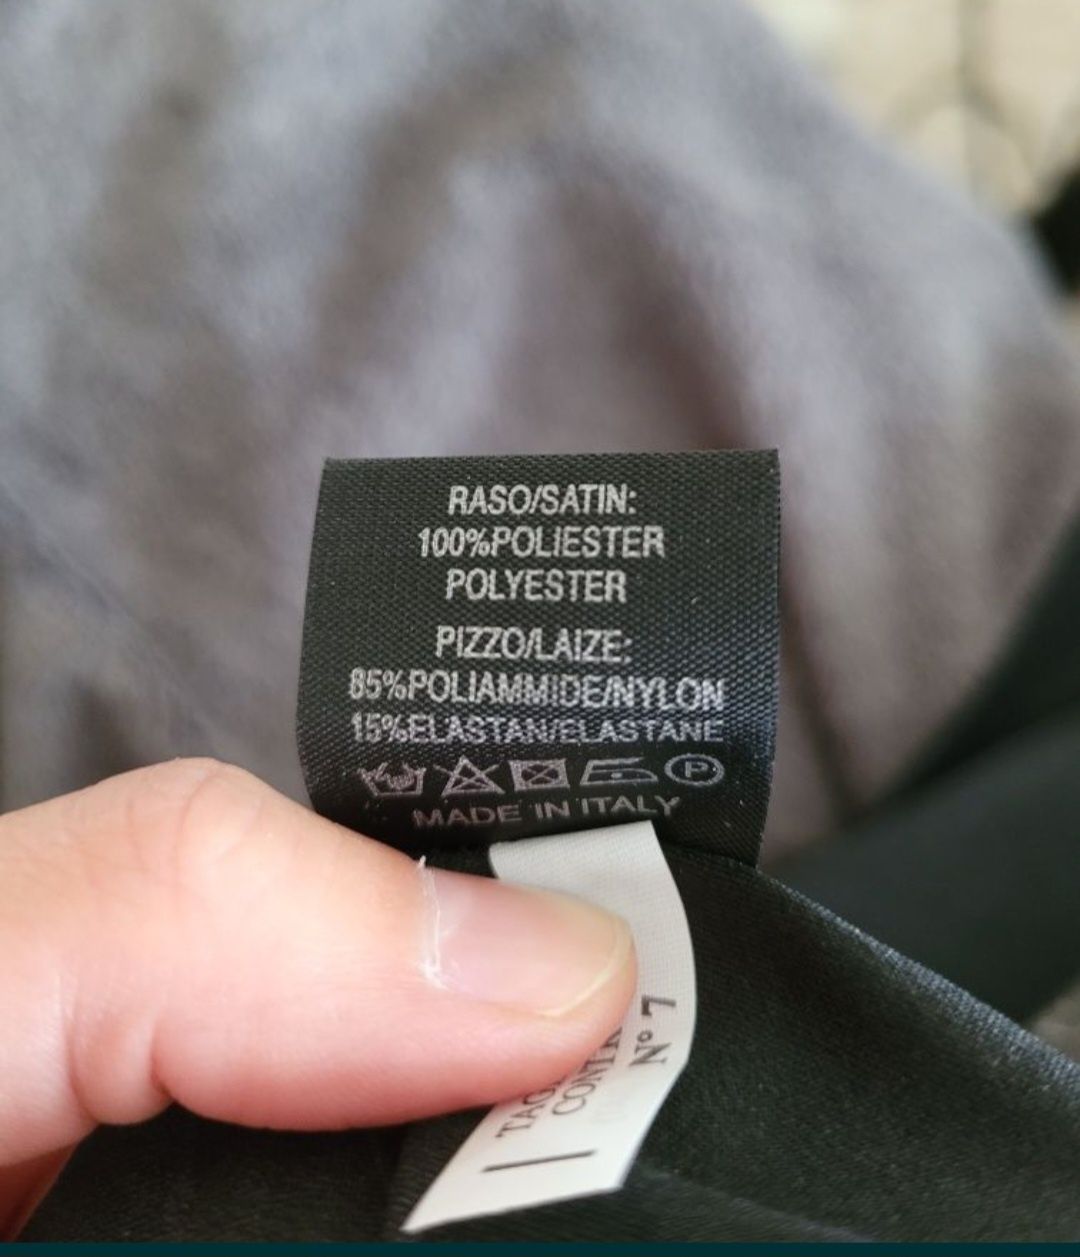 RASO/SATIN:
100%POLIESTER
POLYESTER
PIZZO/LAIZE:
85%POLIAMMIDE/NYLON
15%ELASTAN/ELASTANE
P
MADE IN ITALY
N° 7